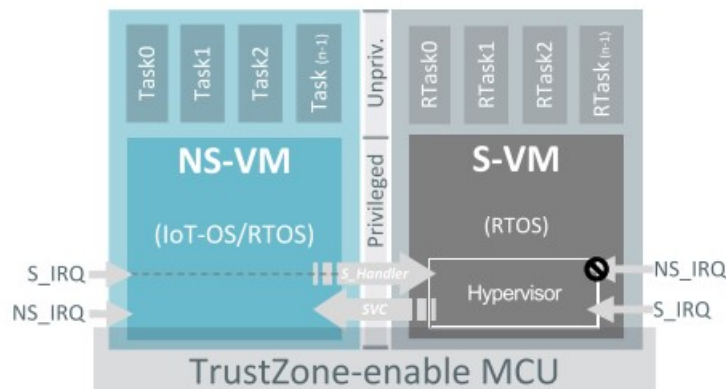 Task0
Task1
Task2
Task (n-1)
Unpriv.
RTask0
RTask1
RTask2
RTask(n-1)
NS-VM
(IoT-OS/RTOS)
Privileged
S-VM
(RTOS)
S_IRQ
S_Handler
NS_IRQ
Hypervisor
NS_IRQ
SVC
S_IRQ
TrustZone-enable MCU